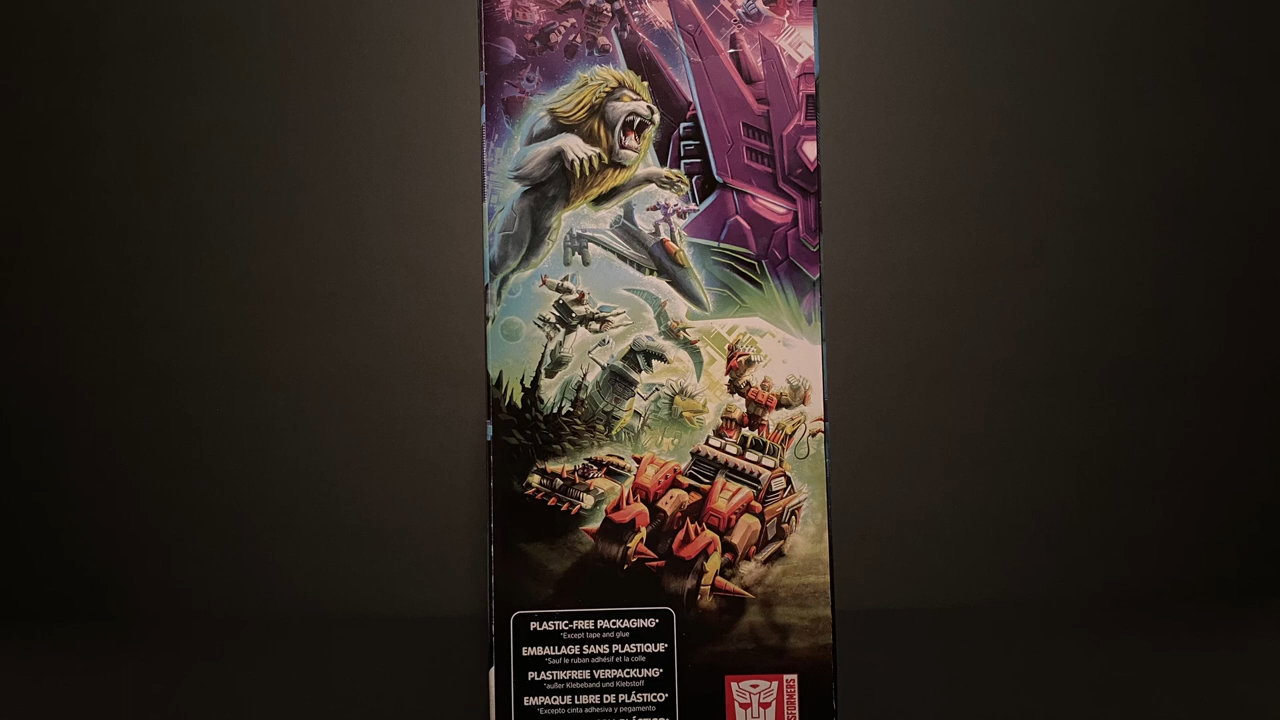 PLASTIC-FREE PACKAGING*
*Except tape and glue
EMBALLAGE SANS PLASTIQUE*
*Sauf le ruban adhésif et la colle
PLASTIKFREIE VERPACKUNG*
*außer Klebeband und Klebstoff
EMPAQUE LIBRE DE PLÁSTICO*
*Excepto cinta adhesiva y pegamento